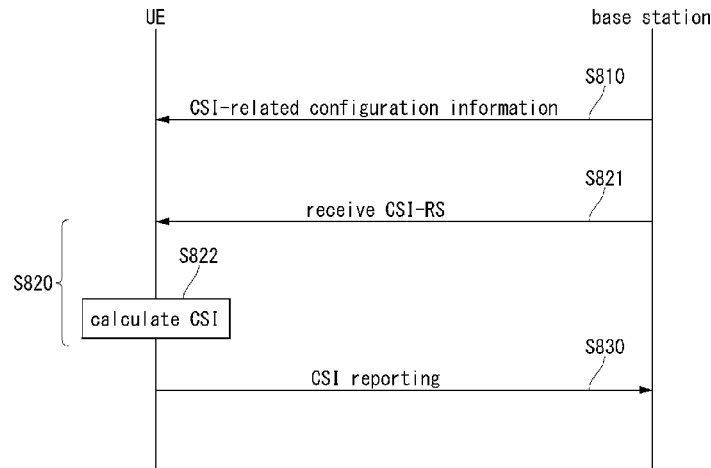 UE
base station
S810
CSI-related configuration information
S821
receive CSI-RS
S822
S820
calculate CSI
S830
CSI reporting